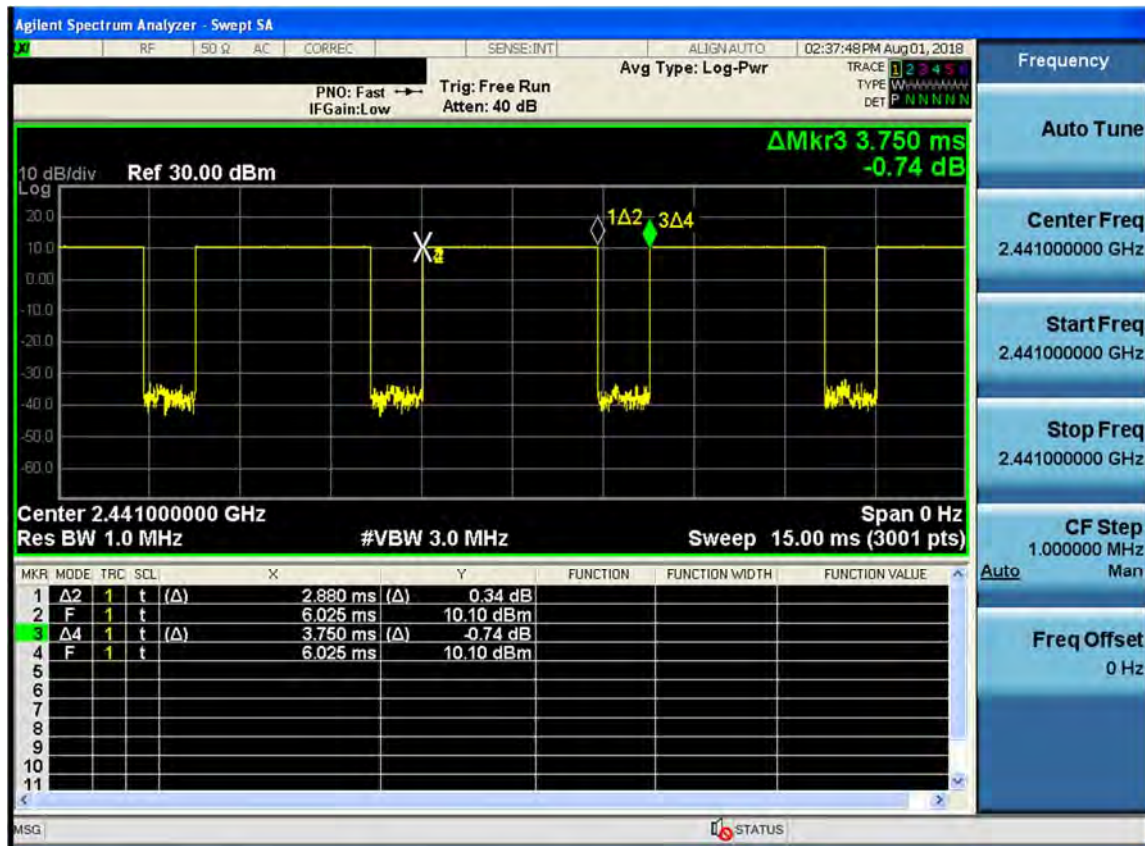 Agilent Spectrum Analyzer - Swept SA
RF 50 Ω AC CORREC SENSE:INT ALIGN AUTO 02:37:48 PM Aug 01, 2018
PNO: Fast
IFGain:Low
Trig: Free Run
Atten: 40 dB
Avg Type: Log-Pwr
TRACE 1 2 3 4 5 6
TYPE W
DET P N N N N N
ΔMkr3 3.750 ms
-0.74 dB
10 dB/div Ref 30.00 dBm
Log
20.0
10.0
0.00
-10.0
-20.0
-30.0
-40.0
-50.0
-60.0
1Δ2
3Δ4
Center 2.441000000 GHz Span 0 Hz
Res BW 1.0 MHz #VBW 3.0 MHz Sweep 15.00 ms (3001 pts)
MKR MODE TRC SCL X Y FUNCTION FUNCTION WIDTH FUNCTION VALUE
1 Δ2 1 t (Δ) 2.880 ms (Δ) 0.34 dB
2 F 1 t 6.025 ms 10.10 dBm
3 Δ4 1 t (Δ) 3.750 ms (Δ) -0.74 dB
4 F 1 t 6.025 ms 10.10 dBm
5
6
7
8
9
10
11
MSG STATUS
Frequency
Auto Tune
Center Freq
2.441000000 GHz
Start Freq
2.441000000 GHz
Stop Freq
2.441000000 GHz
CF Step
1.000000 MHz
Auto Man
Freq Offset
0 Hz